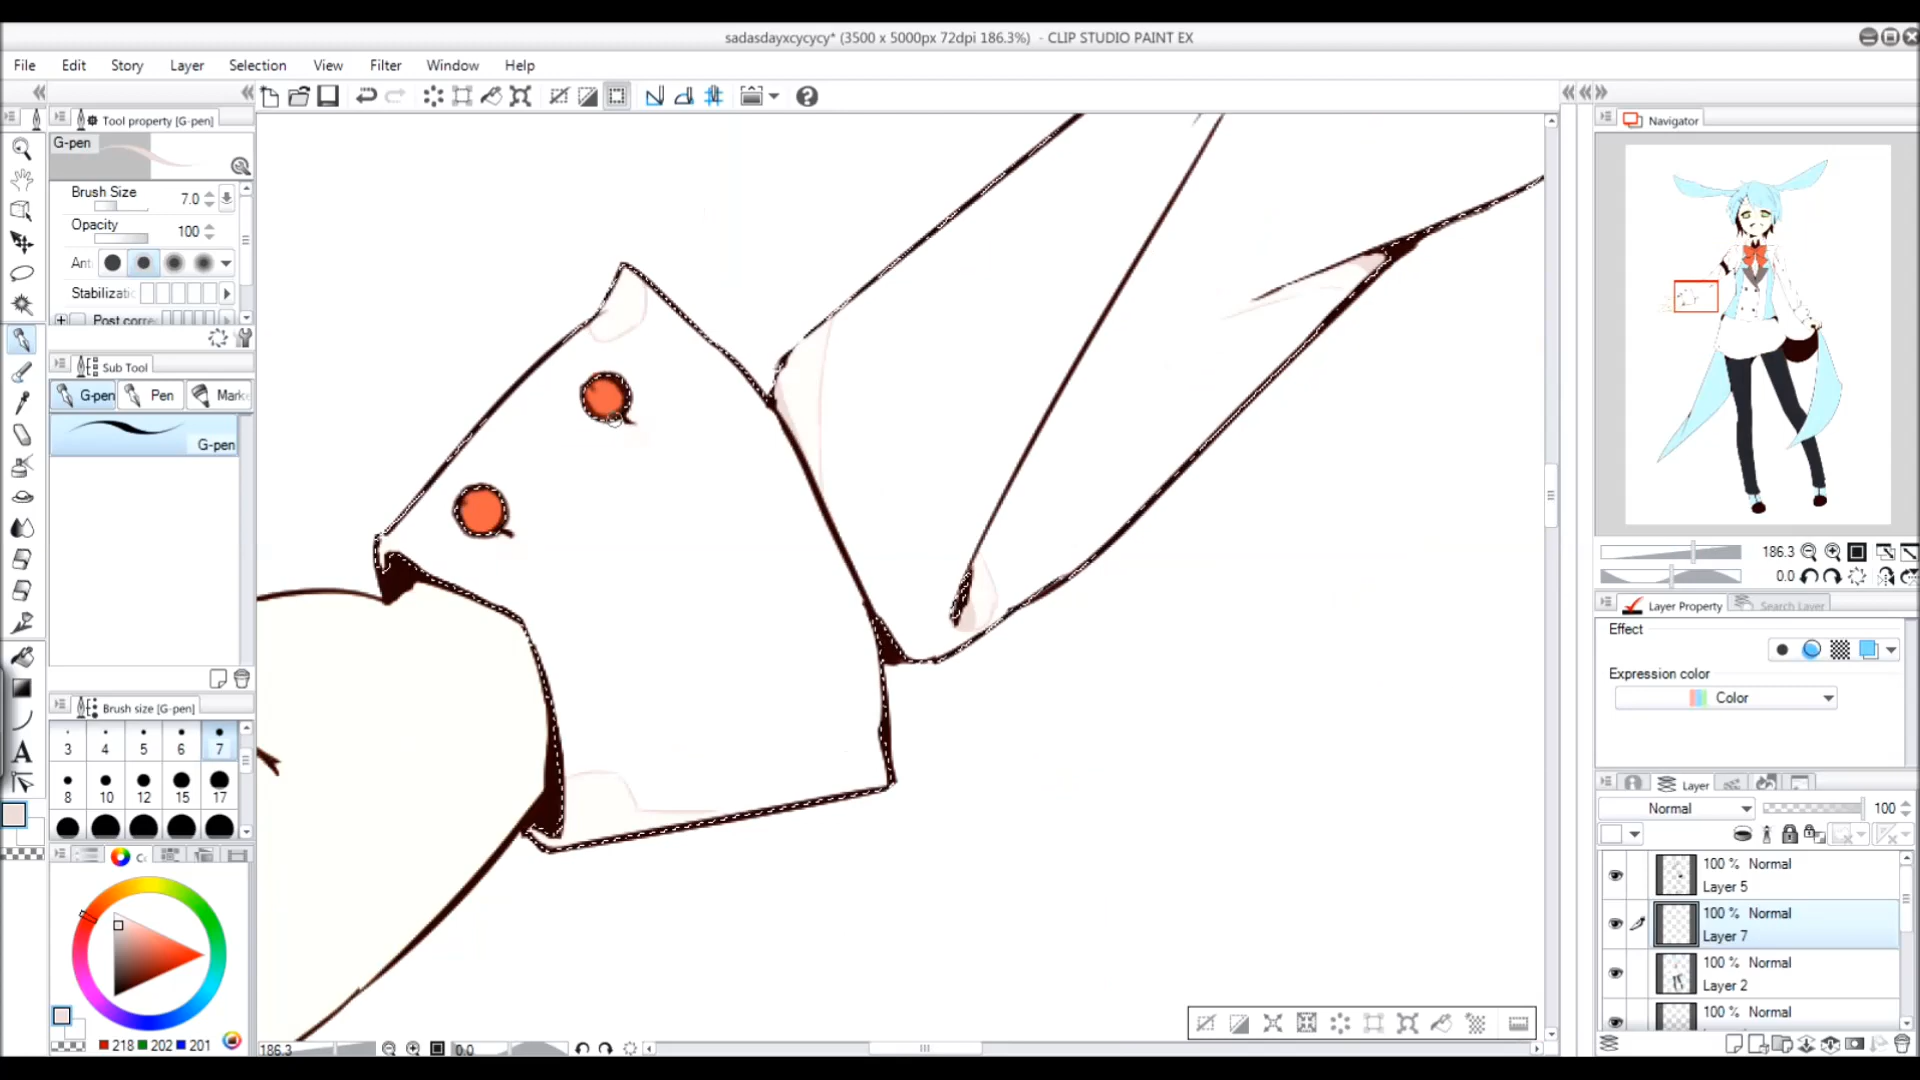 sadasdayxcycycy* (3500 x 5000px 72dpi 186.3%) - CLIP STUDIO PAINT EX
File Edit Story Layer Selection View Filter Window Help
Tool property [G-pen]
G-pen
Brush Size 7.0
Opacity 100
Stabilizatic
Post corre
Sub Tool
G-pen Pen Marke
G-pen
Brush size [G-pen]
3 4 5 6 7
8 10 12 15 17
218 202 201
186.3 0.0
Navigator
186.3
0.0
Layer Property Search Layer
Effect
Expression color
Color
Layer
Normal 100
100 % Normal
Layer 5
100 % Normal
Layer 7
100 % Normal
Layer 2
100 % Normal